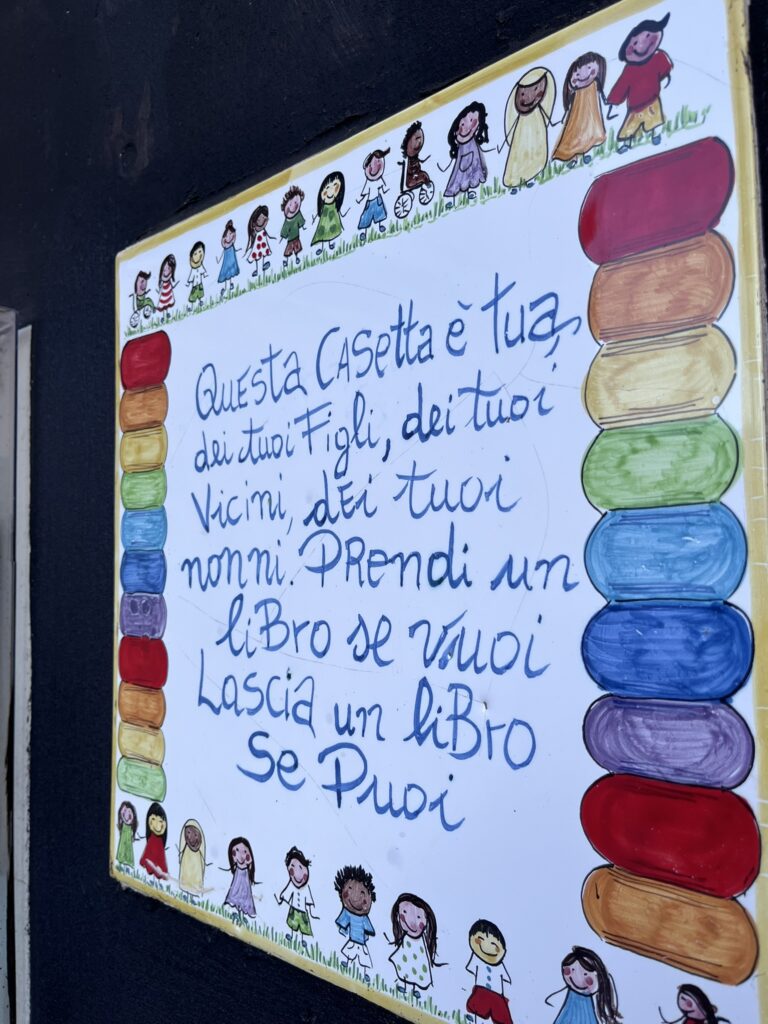 QUESta CASEtta è tua,
dei tuoi Figli, dei tuoi
Vicini, dEi tuoi
nonni. PREndi un
liBro se vuoi
LASCIA un liBro
SE Puoi